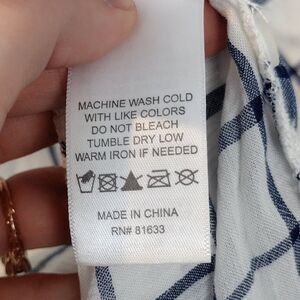 MACHINE WASH COLD
WITH LIKE COLORS
DO NOT BLEACH
TUMBLE DRY LOW
WARM IRON IF NEEDED
MADE IN CHINA
RN# 81633